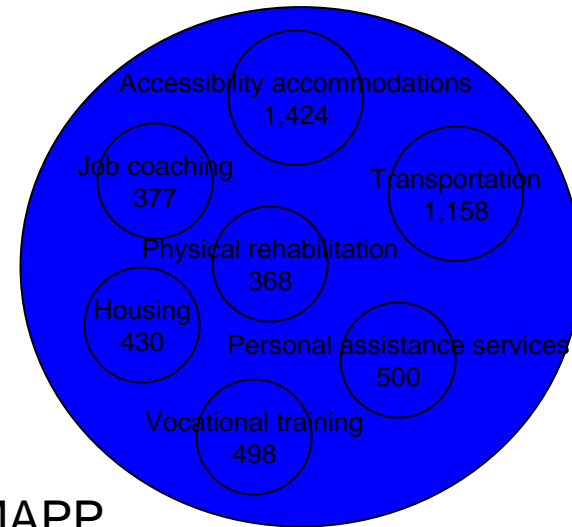 Accessibility accommodations
1,424
Job coaching
377
Transportation
1,158
Physical rehabilitation
368
Housing
430
Personal assistance services
500
Vocational training
498
MAPP